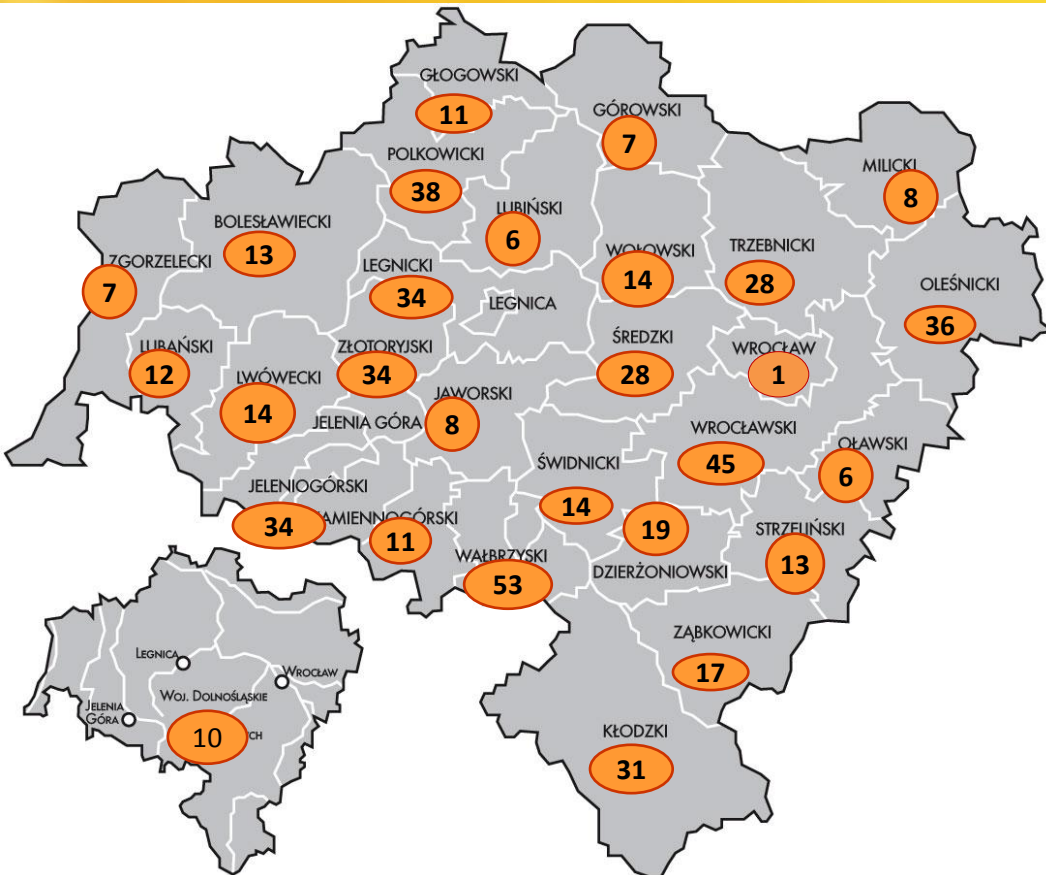 GŁOGOWSKI
11
GÓROWSKI
7
POLKOWICKI
38
MILICKI
8
LUBIŃSKI
6
BOLESŁAWIECKI
13
WOŁOWSKI
14
TRZEBNICKI
28
ZGORZELECKI
7
LEGNICKI
34
LEGNICA
OLEŚNICKI
36
LUBAŃSKI
12
ZŁOTORYJSKI
34
ŚREDZKI
28
WROCŁAW
1
LWÓWECKI
14
JAWORSKI
8
JELENIA GÓRA
WROCŁAWSKI
45
OŁAWSKI
6
ŚWIDNICKI
14
JELENIOGÓRSKI
34
KAMIENNOGÓRSKI
11
19
DZIERŻONIOWSKI
STRZELIŃSKI
13
WAŁBRZYSKI
53
ZĄBKOWICKI
17
KŁODZKI
31
LEGNICA
WROCŁAW
WOJ. DOLNOŚLĄSKIE
JELENIA
GÓRA
10